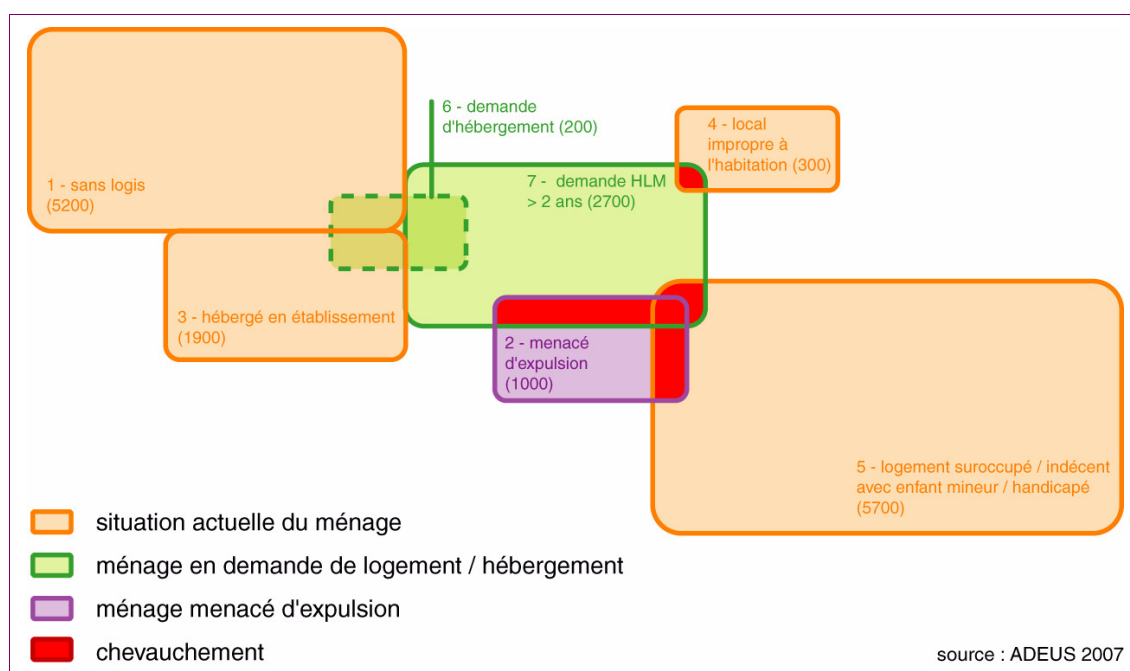 6 - demande
d'hébergement (200)
4 - local
impropre à
l'habitation (300)
1 - sans logis
(5200)
7 -  demande HLM
> 2 ans (2700)
3 - hébergé en établissement
(1900)
2 - menacé
d'expulsion
(1000)
5 - logement suroccupé / indécent
avec enfant mineur / handicapé
(5700)
situation actuelle du ménage
ménage en demande de logement / hébergement
ménage menacé d'expulsion
chevauchement
source : ADEUS 2007